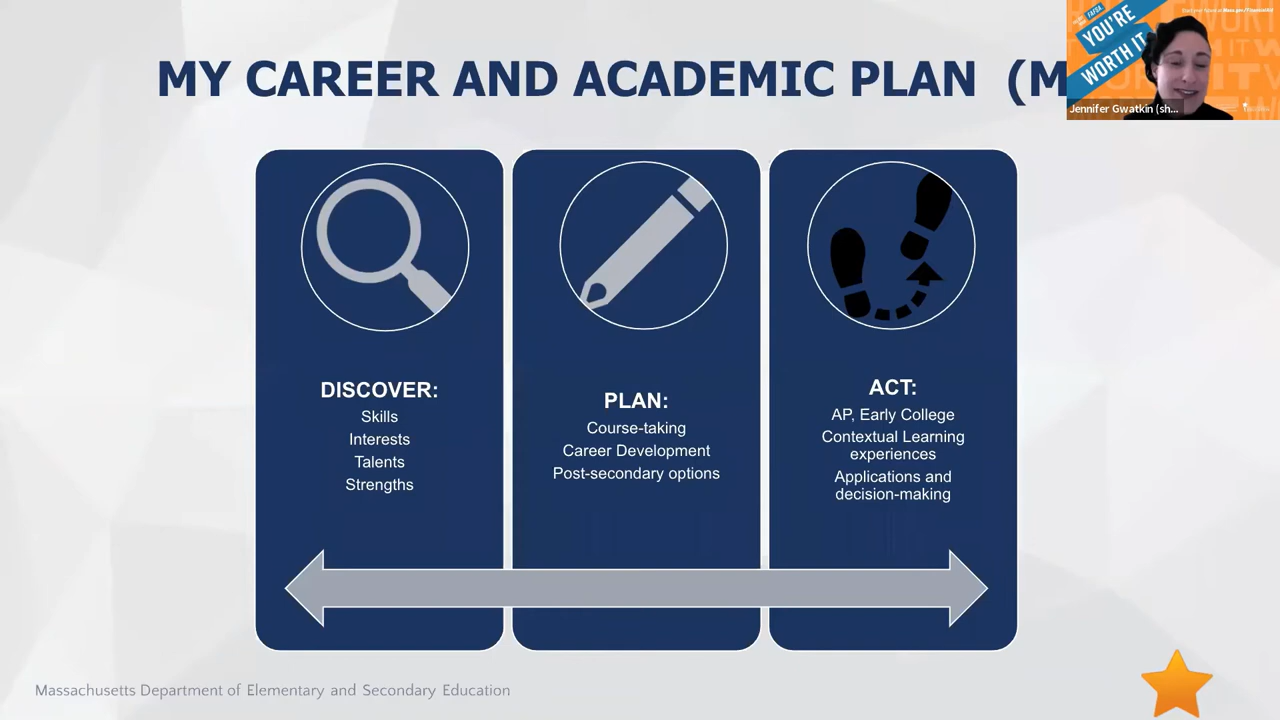 MY CAREER AND ACADEMIC PLAN (M
FAFSA
YOU'RE
WORTH IT
Jennifer Gwatkin (sh...
DISCOVER:
Skills
Interests
Talents
Strengths
PLAN:
Course-taking
Career Development
Post-secondary options
ACT:
AP, Early College
Contextual Learning
experiences
Applications and
decision-making
Massachusetts Department of Elementary and Secondary Education